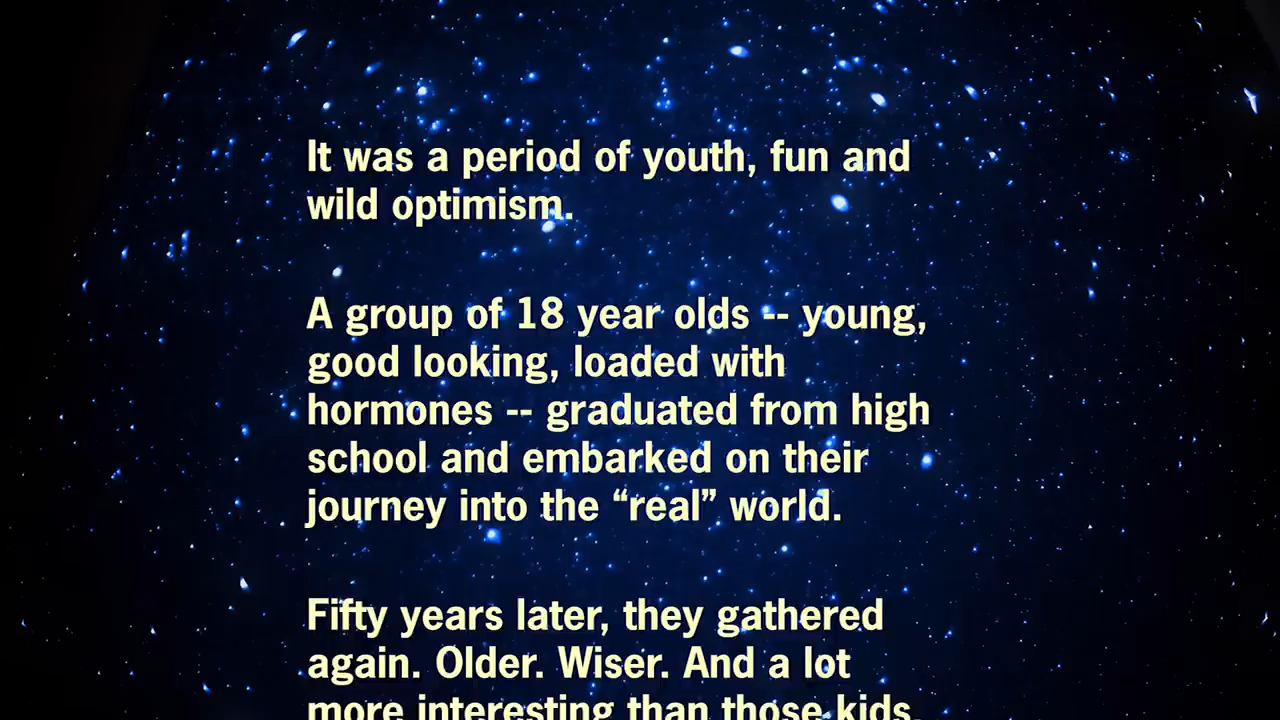 It was a period of youth, fun and
wild optimism.
A group of 18 year olds -- young,
good looking, loaded with
hormones -- graduated from high
school and embarked on their
journey into the “real” world.
Fifty years later, they gathered
again. Older. Wiser. And a lot
more interesting than those kids.